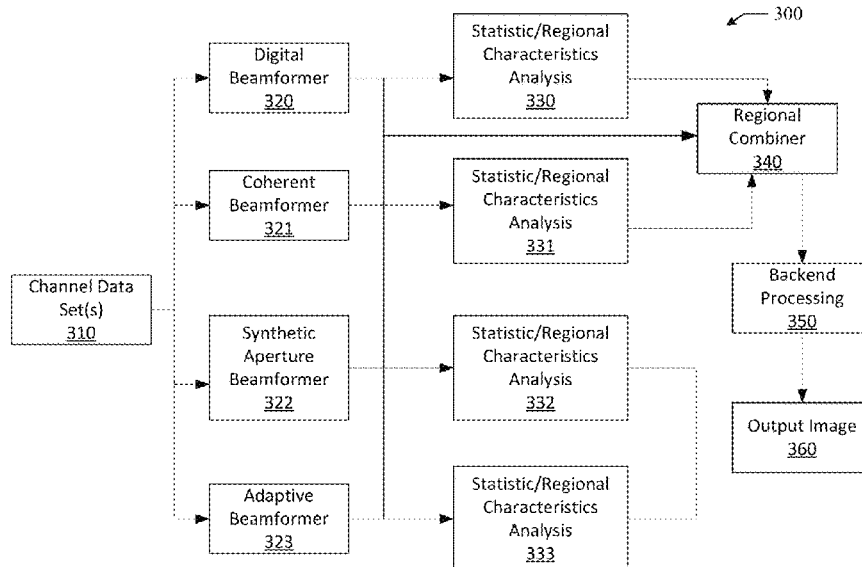 300
Digital
Beamformer
320
Statistic/Regional
Characteristics
Analysis
330
Regional
Combiner
340
Coherent
Beamformer
321
Statistic/Regional
Characteristics
Analysis
331
Channel Data
Set(s)
310
Backend
Processing
350
Synthetic
Aperture
Beamformer
322
Statistic/Regional
Characteristics
Analysis
332
Output Image
360
Adaptive
Beamformer
323
Statistic/Regional
Characteristics
Analysis
333